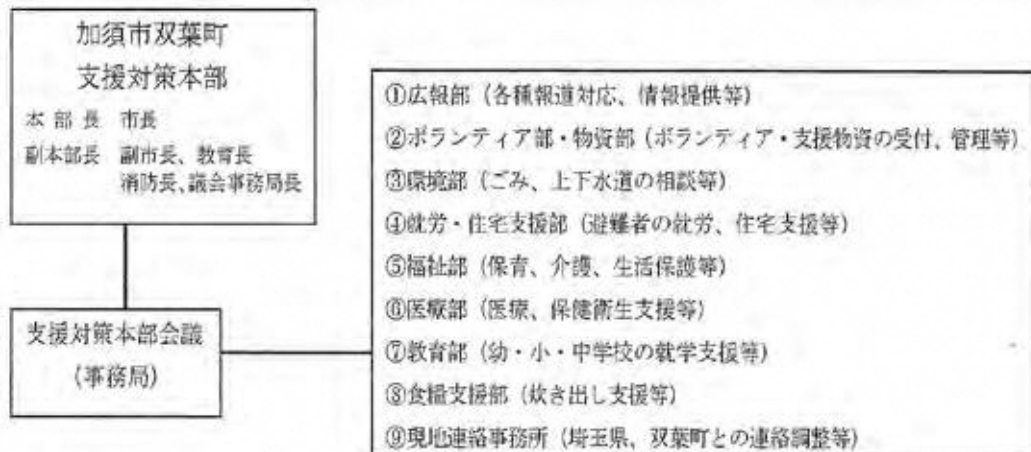 加須市双葉町
支援対策本部
本部長 市長
副本部長 副市長、教育長
消防長、議会事務局長
支援対策本部会議
(事務局)
①広報部(各種報道対応、情報提供等)
②ボランティア部・物資部(ボランティア・支援物資の受付、管理等)
③環境部(ごみ、上下水道の相談等)
④就労・住宅支援部(避難者の就労、住宅支援等)
⑤福祉部(保育、介護、生活保護等)
⑥医療部(医療、保健衛生支援等)
⑦教育部(幼・小・中学校の就学支援等)
⑧食糧支援部(炊き出し支援等)
⑨現地連絡事務所(埼玉県、双葉町との連絡調整等)